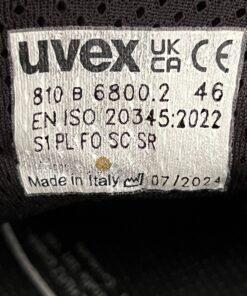 uvex UK CA CE
810 B 6800.2 46
EN ISO 20345:2022
S1 PL FO SC SR
Made in Italy 07/2024